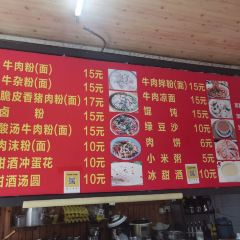 牛肉粉(面) 15元
牛杂粉(面) 15元
脆皮香猪肉粉(面) 17元
卤粉 15元
酸汤牛肉粉(面) 15元
肉沫粉(面) 10元
甜酒冲蛋花 10元
甜酒汤圆 10元
牛肉拌粉(面) 15元
牛肉凉面 15元
馄饨 15元
绿豆沙 10元
肉饼 6元
小米粥 5元
冰甜酒 6元